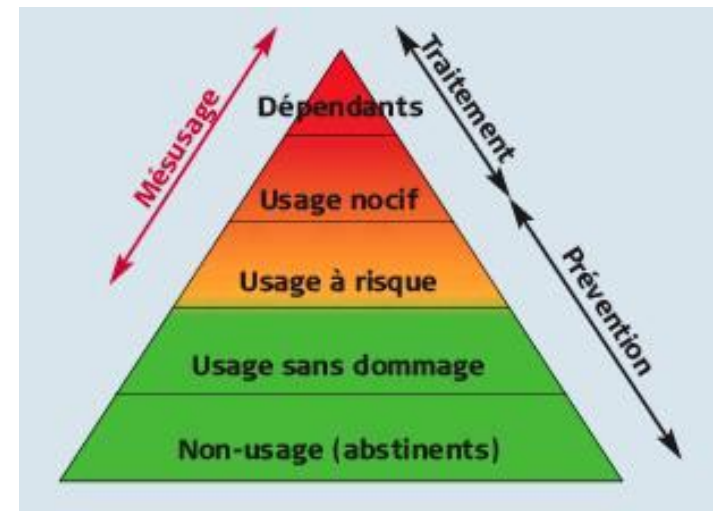 Mésusage
Traitement
Prévention
Dépendants
Usage nocif
Usage à risque
Usage sans dommage
Non-usage (abstinents)